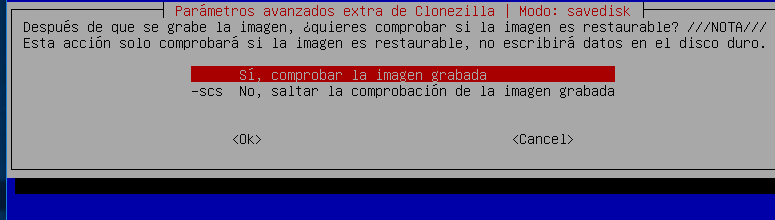 Parámetros avanzados extra de Clonezilla | Modo: savedisk
Después de que se grabe la imagen, ¿quieres comprobar si la imagen es restaurable? ///NOTA///
Esta acción solo comprobará si la imagen es restaurable, no escribirá datos en el disco duro.
Sí, comprobar la imagen grabada
-scs No, saltar la comprobación de la imagen grabada
<Ok> <Cancel>